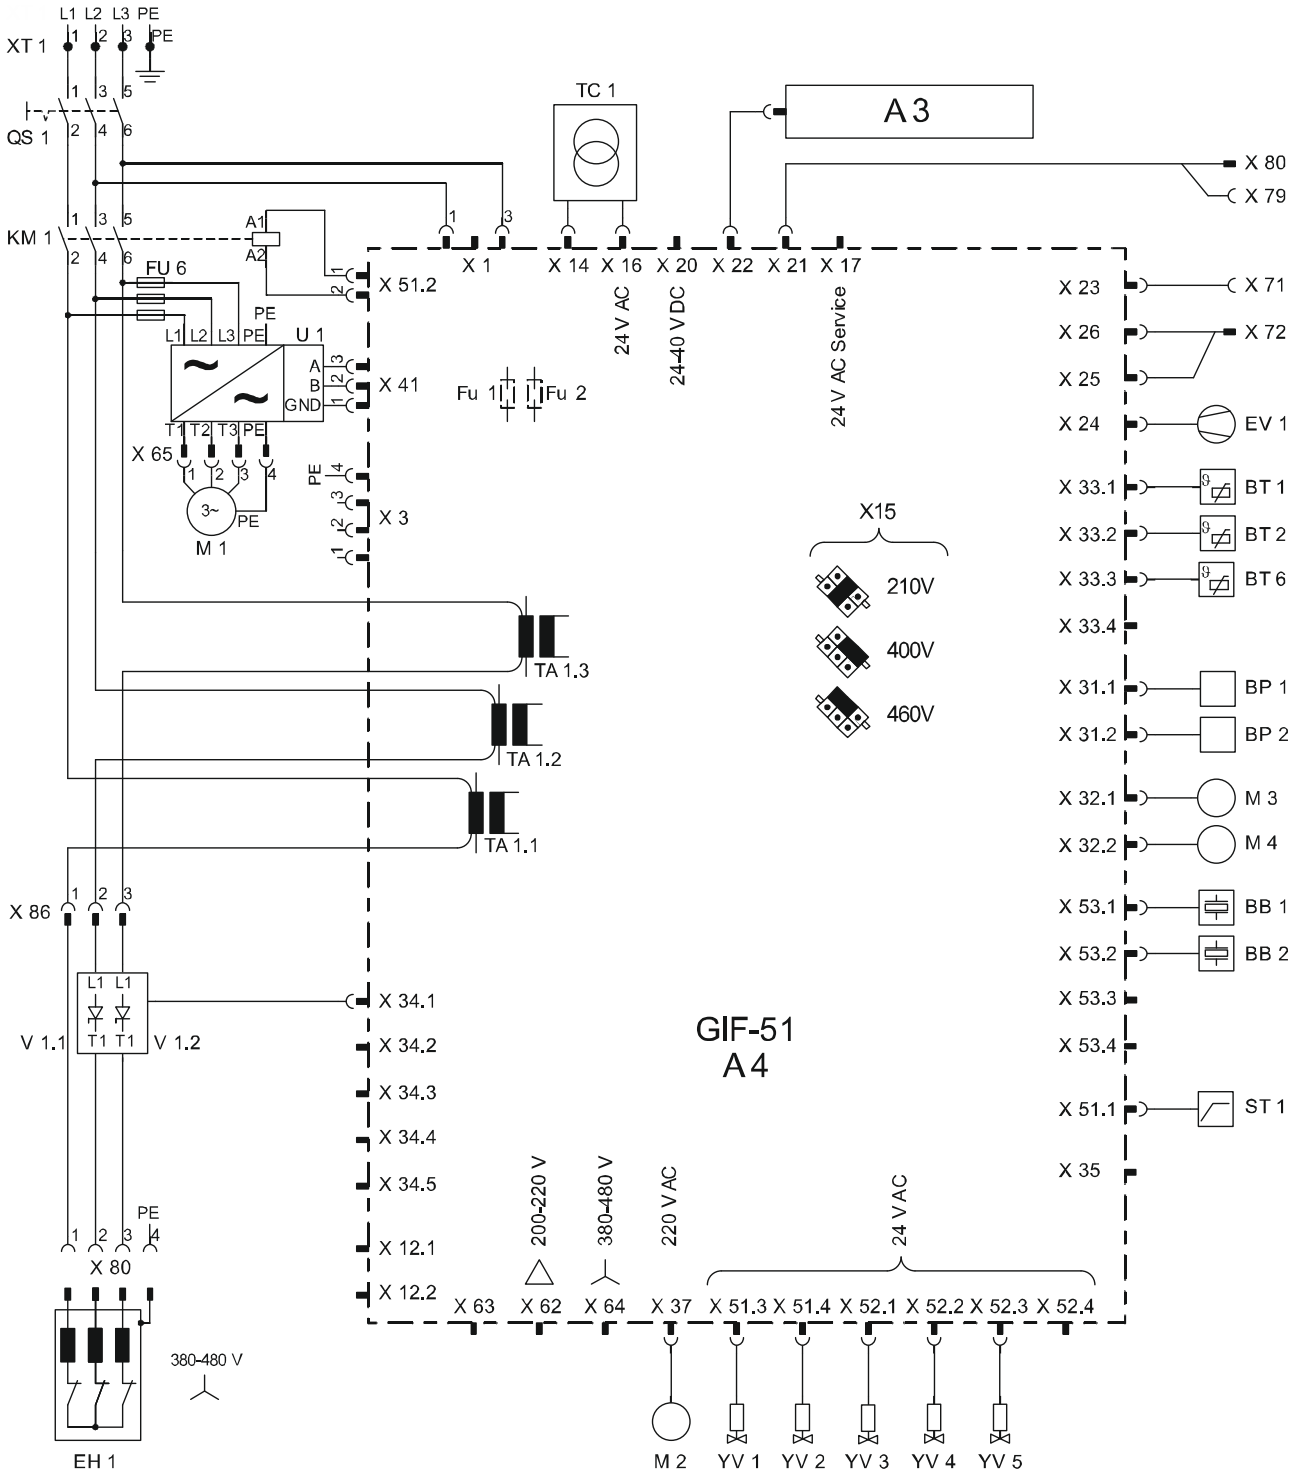 L1 L2 L3 PE
XT 1
1 2 3 PE
1 3 5
QS 1
2 4 6
TC 1
A 3
X 80
X 79
1 3 5
KM 1
2 4 6
A1
A2
1 3
X 1
X 14
X 16
X 20
X 22
X 21
X 17
24 V AC
24-40 V DC
24 V AC Service
1
2
X 51.2
FU 6
L1 L2 L3 PE
PE
U 1
A
B
GND
3
2
1
X 41
T1 T2 T3 PE
X 65
1 2 3 4
3~
PE
M 1
Fu 1
Fu 2
PE
4
3
2
1
X 3
X15
210V
400V
460V
TA 1.3
TA 1.2
TA 1.1
X 23
X 71
X 26
X 72
X 25
X 24
EV 1
X 33.1
ϑ
BT 1
X 33.2
ϑ
BT 2
X 33.3
ϑ
BT 6
X 33.4
X 31.1
BP 1
X 31.2
BP 2
X 32.1
M 3
X 32.2
M 4
X 53.1
BB 1
X 53.2
BB 2
X 53.3
X 53.4
X 51.1
ST 1
X 35
1 2 3
X 86
L1 L1
V 1.1
T1 T1
V 1.2
X 34.1
X 34.2
X 34.3
X 34.4
X 34.5
X 12.1
X 12.2
GIF-51
A 4
PE
1 2 3 4
X 80
380-480 V
EH 1
200-220 V
380-480 V
220 V AC
24 V AC
X 63
X 62
X 64
X 37
X 51.3
X 51.4
X 52.1
X 52.2
X 52.3
X 52.4
M 2
YV 1
YV 2
YV 3
YV 4
YV 5